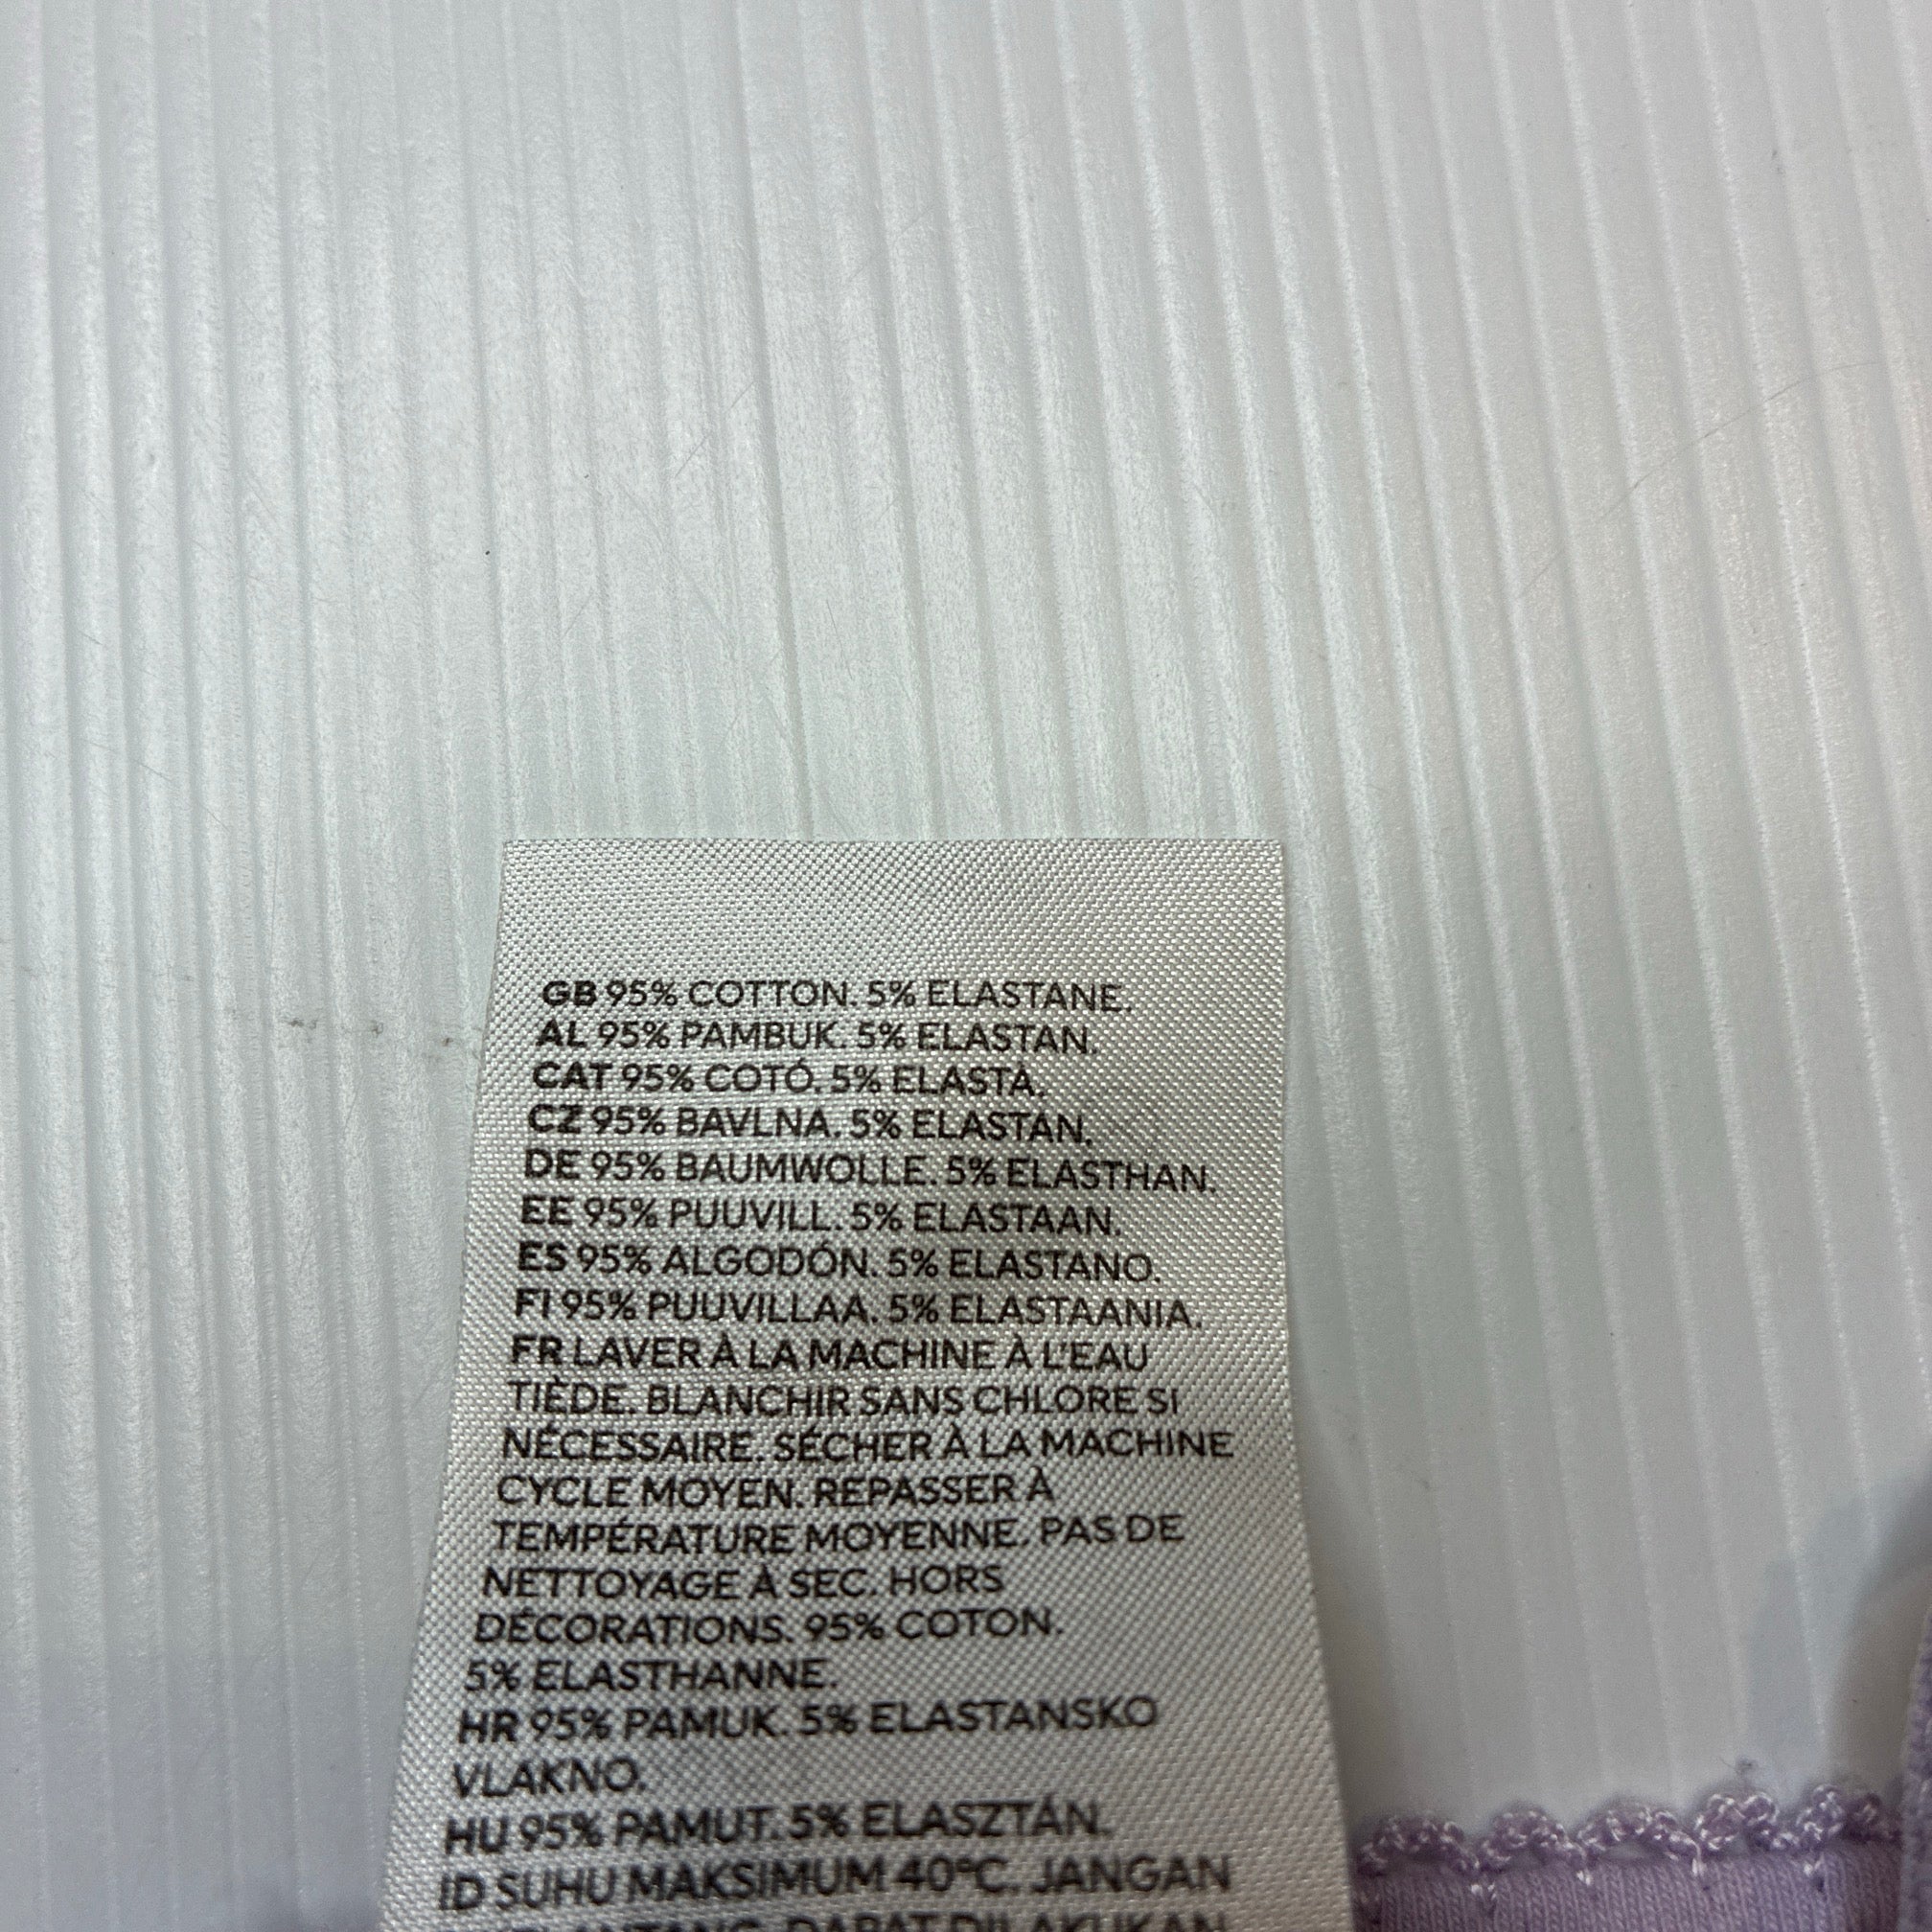 GB 95% COTTON. 5% ELASTANE.
AL 95% PAMBUK. 5% ELASTAN.
CAT 95% COTÓ. 5% ELASTÀ.
CZ 95% BAVLNA. 5% ELASTAN.
DE 95% BAUMWOLLE. 5% ELASTHAN.
EE 95% PUUVILL. 5% ELASTAAN.
ES 95% ALGODÓN. 5% ELASTANO.
FI 95% PUUVILLAA. 5% ELASTAANIA.
FR LAVER À LA MACHINE À L'EAU
TIÈDE. BLANCHIR SANS CHLORE SI
NÉCESSAIRE. SÉCHER À LA MACHINE
CYCLE MOYEN. REPASSER À
TEMPÉRATURE MOYENNE. PAS DE
NETTOYAGE À SEC. HORS
DÉCORATIONS. 95% COTON.
5% ELASTHANNE.
HR 95% PAMUK. 5% ELASTANSKO
VLAKNO.
HU 95% PAMUT. 5% ELASZTÁN.
ID SUHU MAKSIMUM 40°C. JANGAN
DAPAT DILAKUKAN